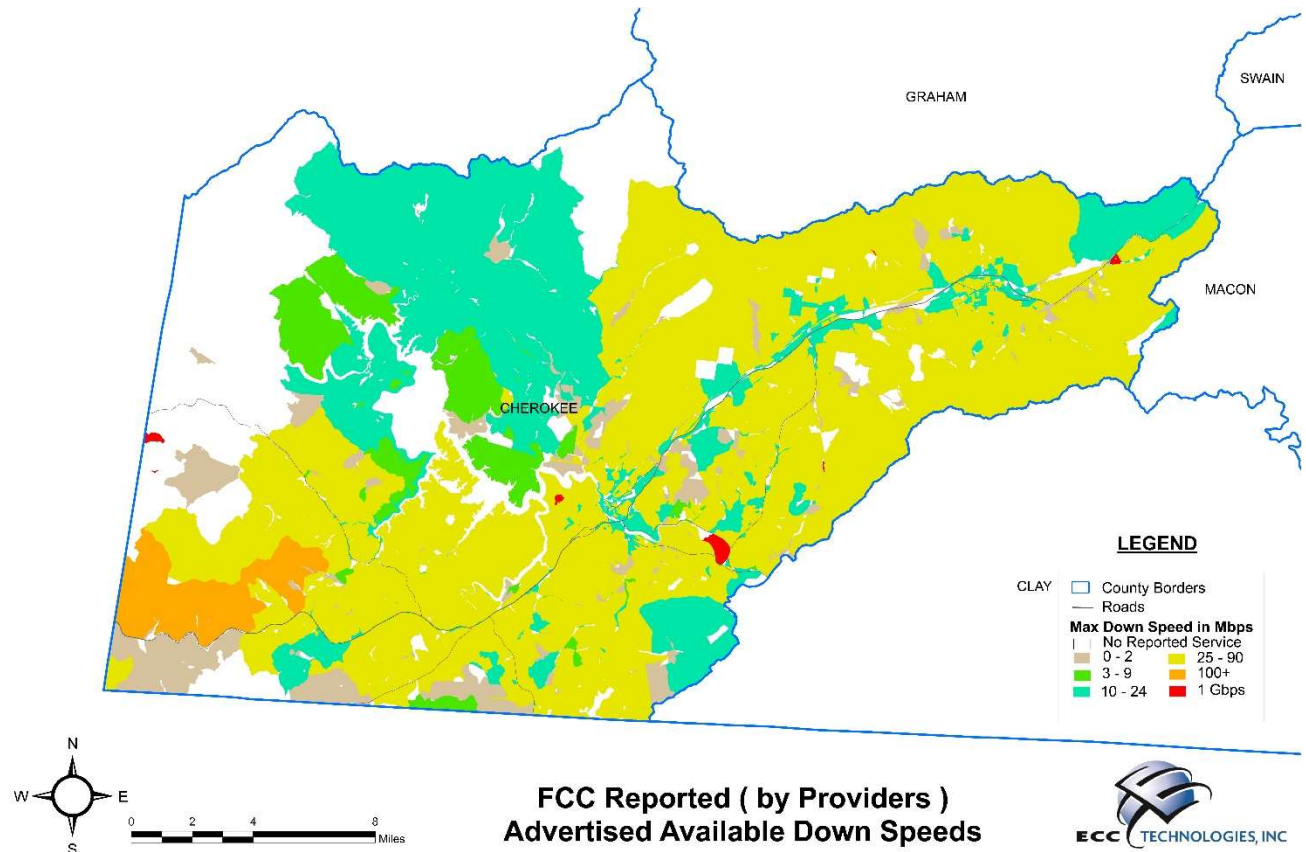 SWAIN
GRAHAM
MACON
CHEROKEE
CLAY
LEGEND
County Borders
Roads
Max Down Speed in Mbps
No Reported Service
0 - 2
25 - 90
3 - 9
100+
10 - 24
1 Gbps
N
W E
S
0 2 4 8
Miles
FCC Reported ( by Providers )
Advertised Available Down Speeds
ECC TECHNOLOGIES, INC